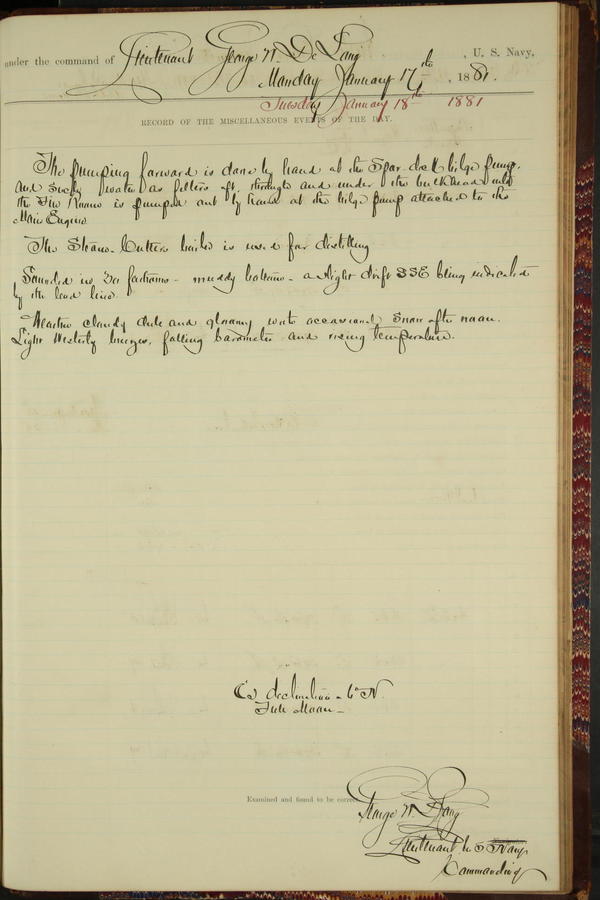 under the command of Lieutenant George W. De Long, U. S. Navy,
Monday January 17th, 1881.
Tuesday January 18th 1881
RECORD OF THE MISCELLANEOUS EVENTS OF THE DAY.
The pumping forward is done by hand at the Spar deck bilge pump.
And such water as filters aft, through and under the bulkhead into
the Fire Room is pumped out by hand at the bilge pump attached to the
Main Engine
The Steam-Cutters boiler is used for distilling
Sounded in fathoms - muddy bottom - a slight drift SSE being indicated
by the lead line.
Weather cloudy dull and gloomy with occasional snow after noon.
Light Westerly breezes, falling barometer and rising temperature.
declination 6° N.
Full Moon -
Examined and found to be correct.
George W. De Long
Lieutenant U S Navy
Commanding